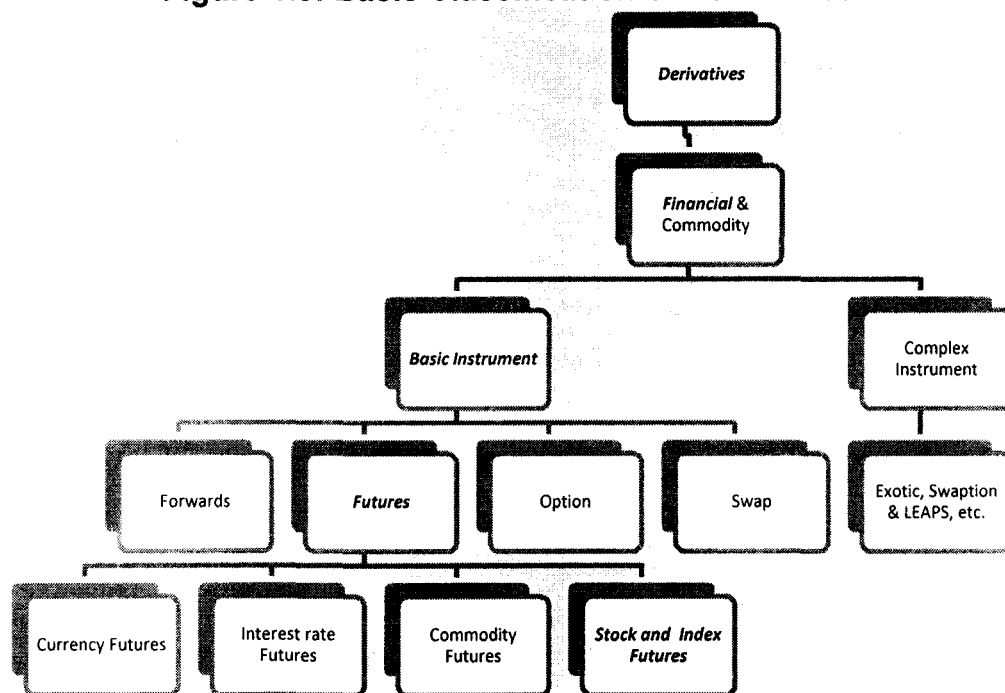 Derivatives
Financial &
Commodity
Basic Instrument
Complex
Instrument
Forwards
Futures
Option
Swap
Exotic, Swaption
& LEAPS, etc.
Currency Futures
Interest rate
Futures
Commodity
Futures
Stock and Index
Futures